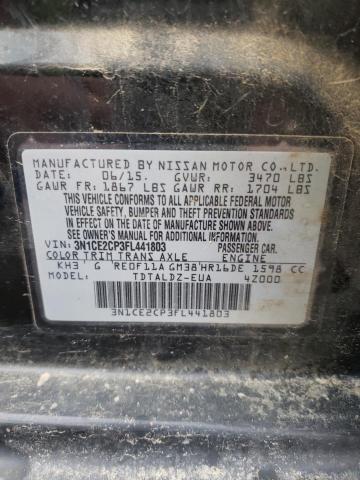 MANUFACTURED BY NISSAN MOTOR CO., LTD.
DATE: 06/15. GVWR: 3470 LBS
GAWR FR: 1867 LBS GAWR RR: 1704 LBS
THIS VEHICLE CONFORMS TO ALL APPLICABLE FEDERAL MOTOR
VEHICLE SAFETY, BUMPER AND THEFT PREVENTION STANDARDS IN
EFFECT ON THE DATE OF MANUFACTURE SHOWN ABOVE.
SEE OWNER'S MANUAL OR FOR FURTHER INFORMATION.
VIN: 3N1CE2CP3FL441803 PASSENGER CAR.
COLOR TRIM TRANS AXLE ENGINE
KH3 G RE0F11A GM38 HR16DE 1598 CC
MODEL: TDTALDZ-EUA 4Z000
3N1CE2CP3FL441803